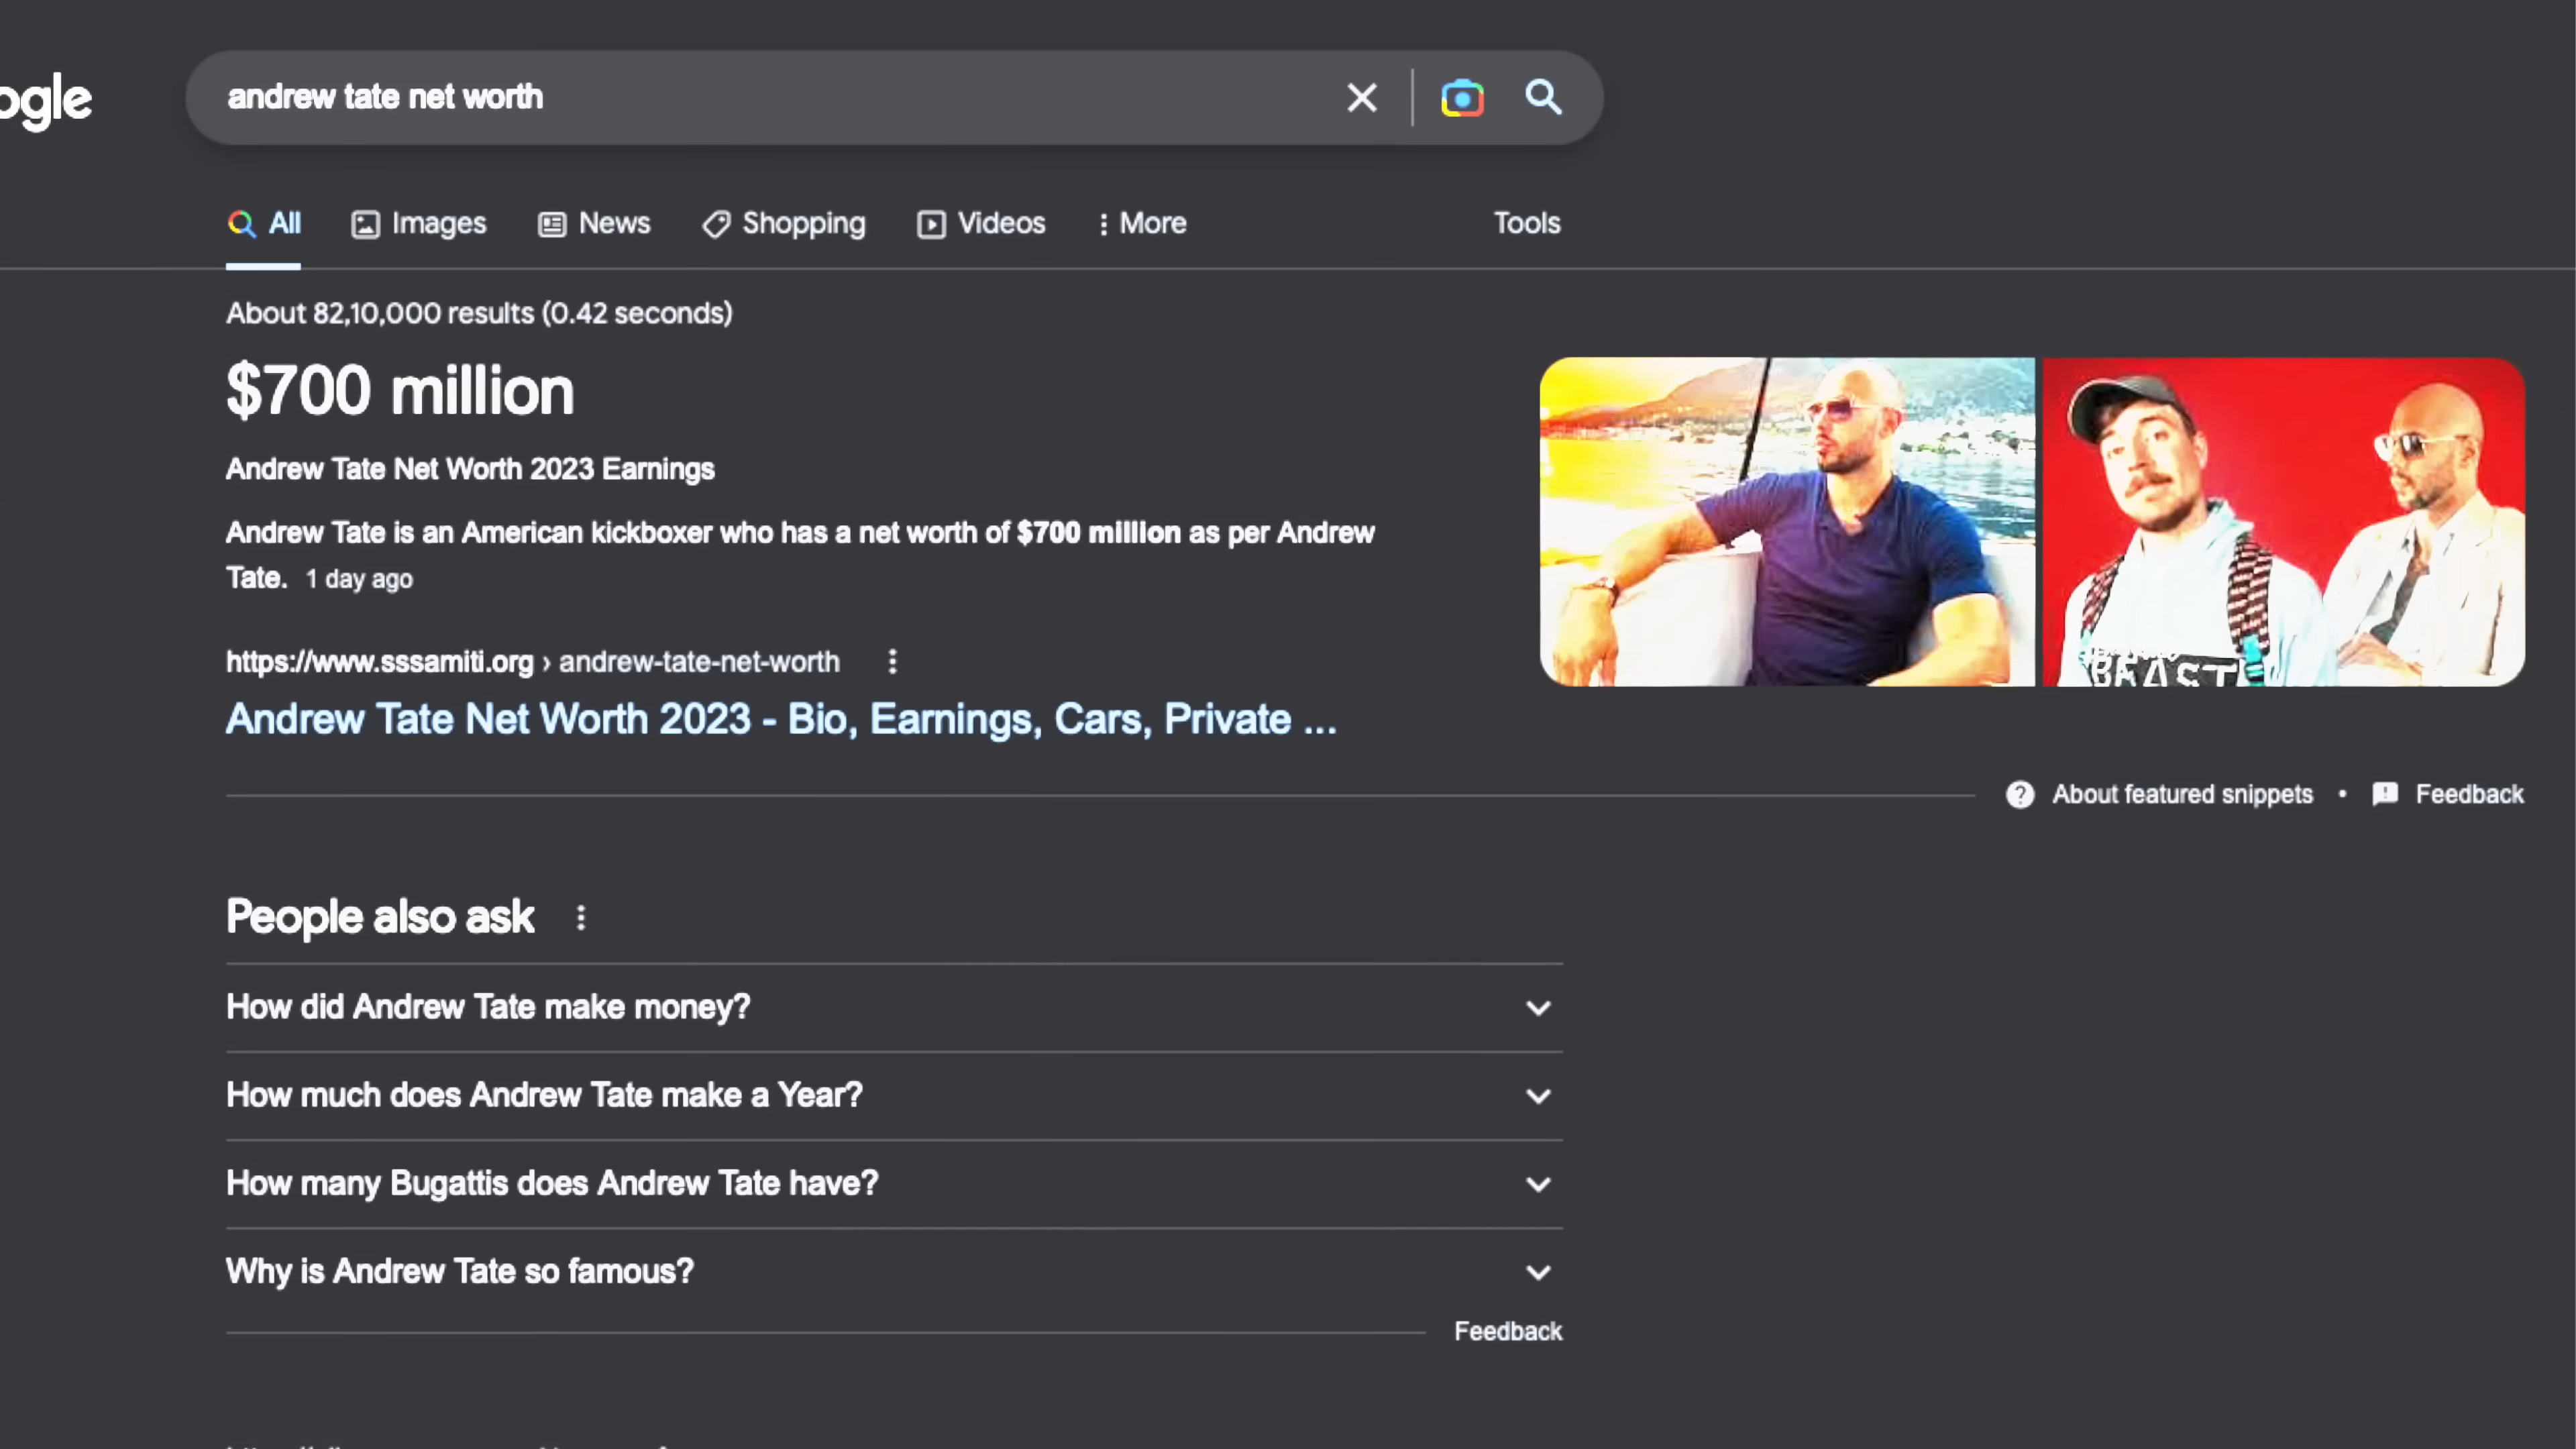 ogle
andrew tate net worth
All Images News Shopping Videos More Tools
About 82,10,000 results (0.42 seconds)
$700 million
Andrew Tate Net Worth 2023 Earnings
Andrew Tate is an American kickboxer who has a net worth of $700 million as per Andrew
Tate. 1 day ago
https://www.sssamiti.org › andrew-tate-net-worth
Andrew Tate Net Worth 2023 - Bio, Earnings, Cars, Private ...
BEAST
About featured snippets • Feedback
People also ask
How did Andrew Tate make money?
How much does Andrew Tate make a Year?
How many Bugattis does Andrew Tate have?
Why is Andrew Tate so famous?
Feedback